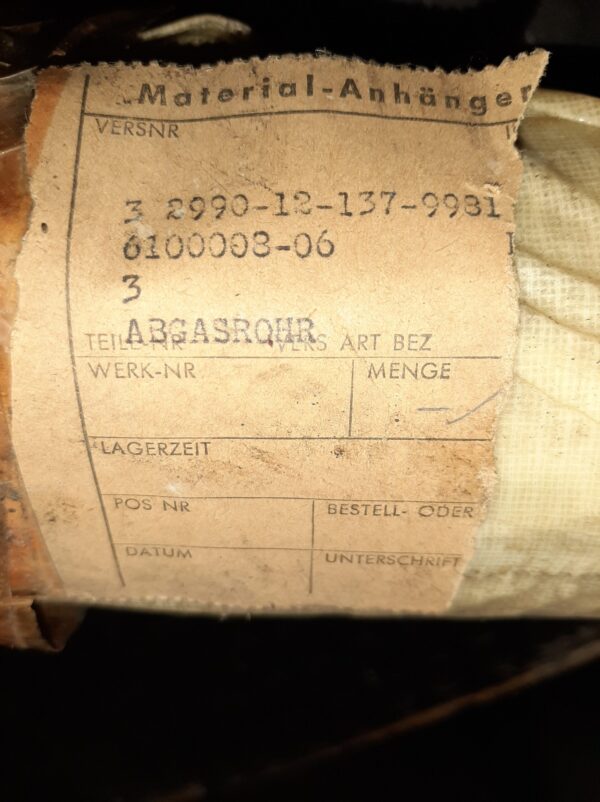 Material-Anhänger
VERSNR
3 2990-12-137-9981
6100008-06
3
ABGASROHR
TEILE-NR VERS ART BEZ
WERK-NR MENGE
LAGERZEIT
POS NR BESTELL- ODER
DATUM UNTERSCHRIFT